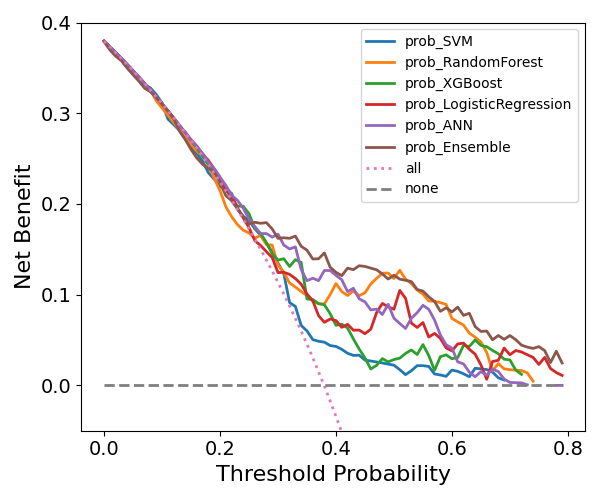 0.4
0.3
0.2
0.1
0.0
Net Benefit
prob_SVM
prob_RandomForest
prob_XGBoost
prob_LogisticRegression
prob_ANN
prob_Ensemble
all
none
0.0 0.2 0.4 0.6 0.8
Threshold Probability